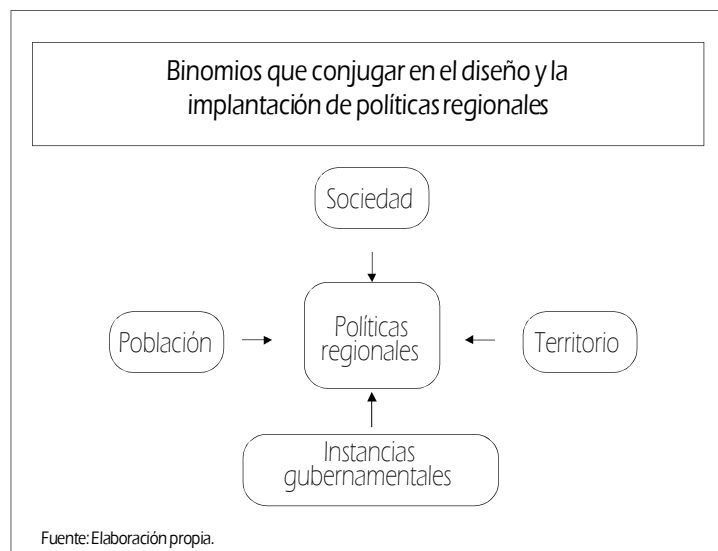 Binomios que conjugar en el diseño y la
implantación de políticas regionales
Sociedad
Población
Políticas
regionales
Territorio
Instancias
gubernamentales
Fuente: Elaboración propia.